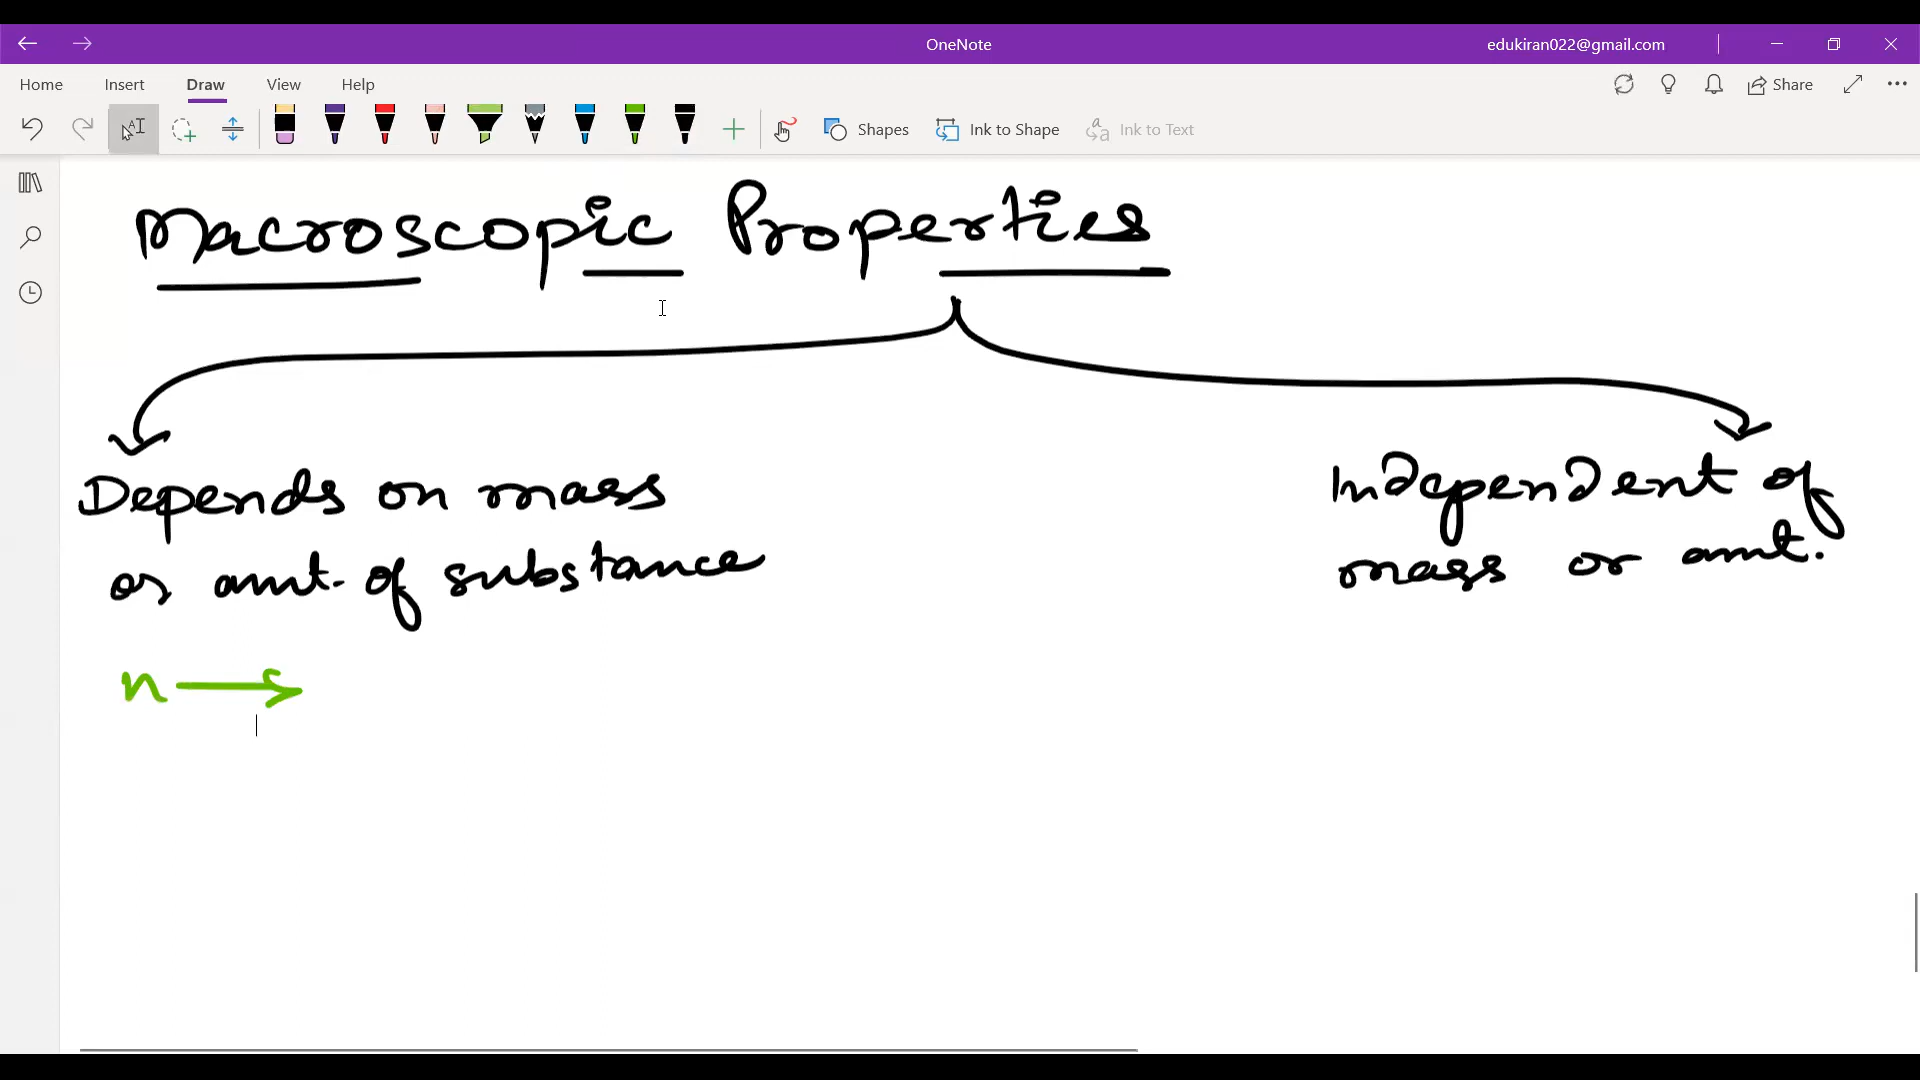 OneNote
edukiran022@gmail.com
Home Insert Draw View Help
Share
Shapes Ink to Shape Ink to Text
Macroscopic Properties
Depends on mass
or amt. of substance
Independent of
mass or amt.
n →